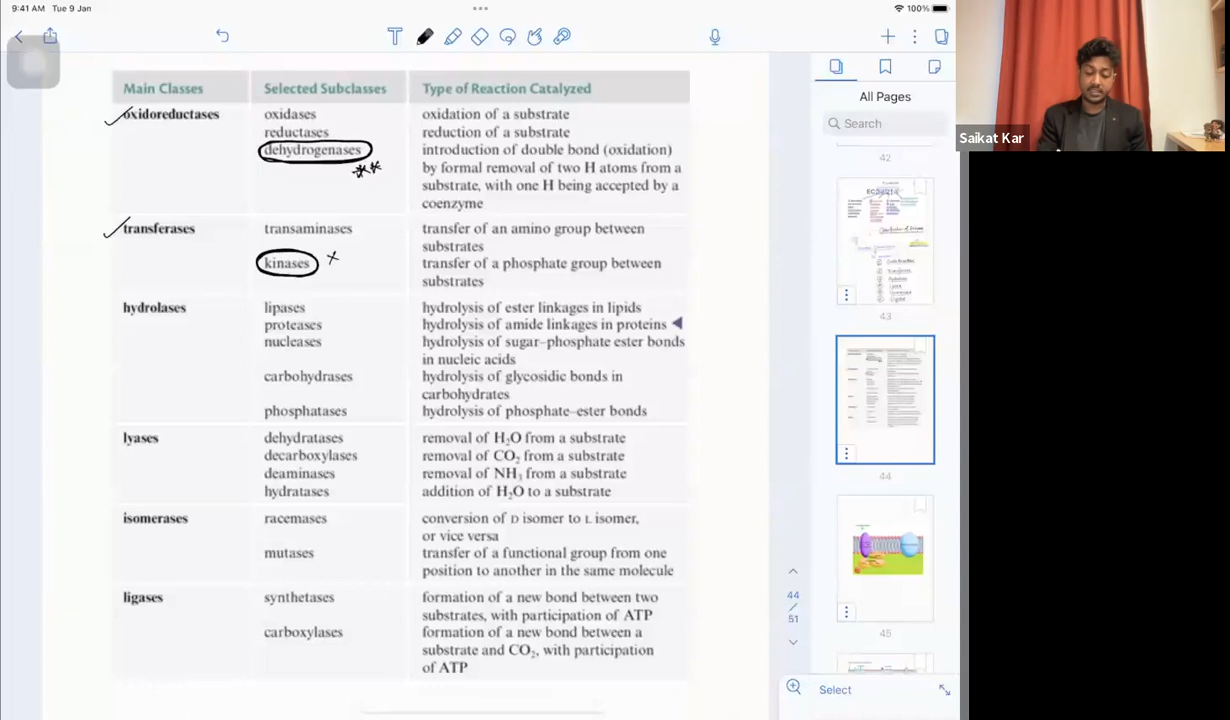 9:41 AM Tue 9 Jan
100%
T
Main Classes Selected Subclasses Type of Reaction Catalyzed
oxidoreductases oxidases oxidation of a substrate
reductases reduction of a substrate
dehydrogenases introduction of double bond (oxidation)
by formal removal of two H atoms from a
substrate, with one H being accepted by a
coenzyme
transferases transaminases transfer of an amino group between
substrates
kinases transfer of a phosphate group between
substrates
hydrolases lipases hydrolysis of ester linkages in lipids
proteases hydrolysis of amide linkages in proteins
nucleases hydrolysis of sugar–phosphate ester bonds
in nucleic acids
carbohydrases hydrolysis of glycosidic bonds in
carbohydrates
phosphatases hydrolysis of phosphate–ester bonds
lyases dehydratases removal of H₂O from a substrate
decarboxylases removal of CO₂ from a substrate
deaminases removal of NH₃ from a substrate
hydratases addition of H₂O to a substrate
isomerases racemases conversion of D isomer to L isomer,
or vice versa
mutases transfer of a functional group from one
position to another in the same molecule
ligases synthetases formation of a new bond between two
substrates, with participation of ATP
carboxylases formation of a new bond between a
substrate and CO₂, with participation
of ATP
44
/
51
All Pages
Search
42
43
44
45
Select
Saikat Kar